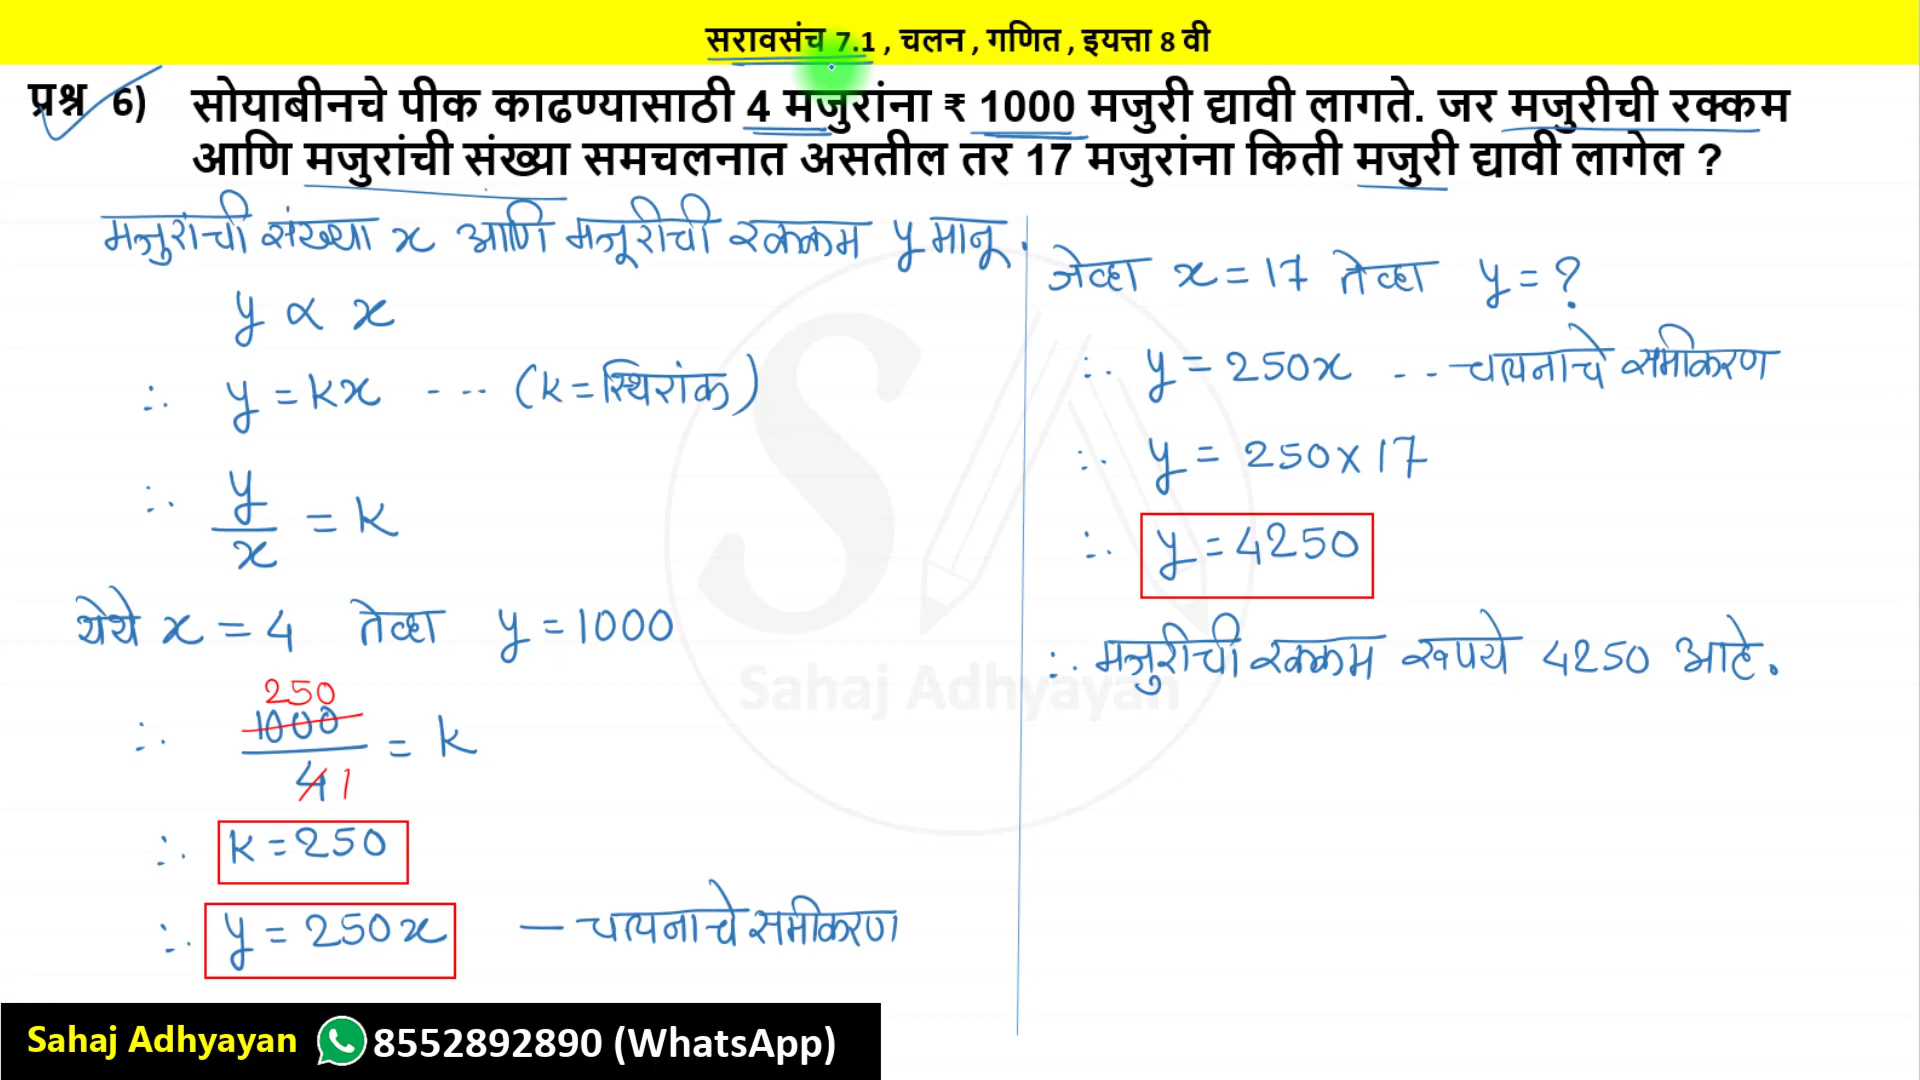 सरावसंच 7.1 , चलन , गणित , इयत्ता 8 वी
प्रश्न 6) सोयाबीनचे पीक काढण्यासाठी 4 मजुरांना ₹ 1000 मजुरी द्यावी लागते. जर मजुरीची रक्कम
आणि मजुरांची संख्या समचलनात असतील तर 17 मजुरांना किती मजुरी द्यावी लागेल ?
मजुरांची संख्या x आणि मजूरीची रक्कम y मानू.
y ∝ x
∴ y = kx ---- (k = स्थिरांक)
∴ y/x = k
येथे x = 4 तेव्हा y = 1000
250
∴ 1000/4 1 = k
∴ k = 250
∴ y = 250x — चलनाचे समीकरण
जेव्हा x = 17 तेव्हा y = ?
∴ y = 250x --- चलनाचे समीकरण
∴ y = 250 x 17
∴ y = 4250
∴ मजुरीची रक्कम रुपये 4250 आहे.
Sahaj Adhyayan
Sahaj Adhyayan 8552892890 (WhatsApp)